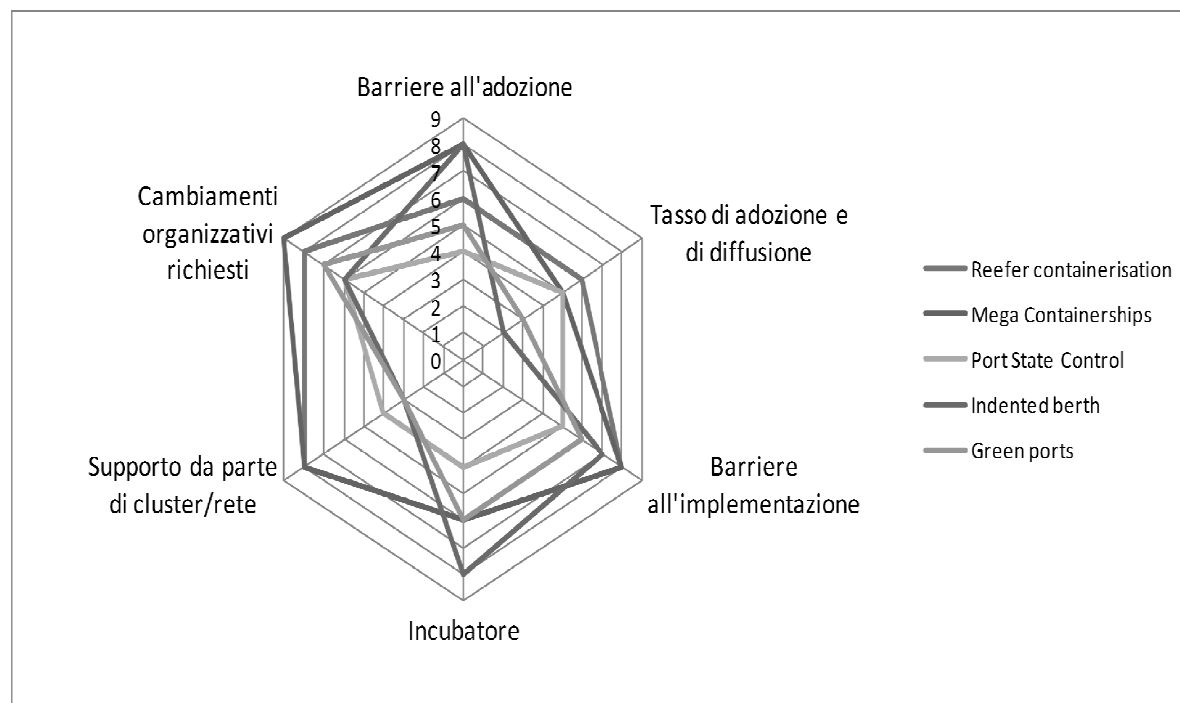 Barriere all'adozione
9
8
7
6
5
4
3
2
1
0
Tasso di adozione e
di diffusione
Barriere
all'implementazione
Incubatore
Supporto da parte
di cluster/rete
Cambiamenti
organizzativi
richiesti
Reefer containerisation
Mega Containerships
Port State Control
Indented berth
Green ports